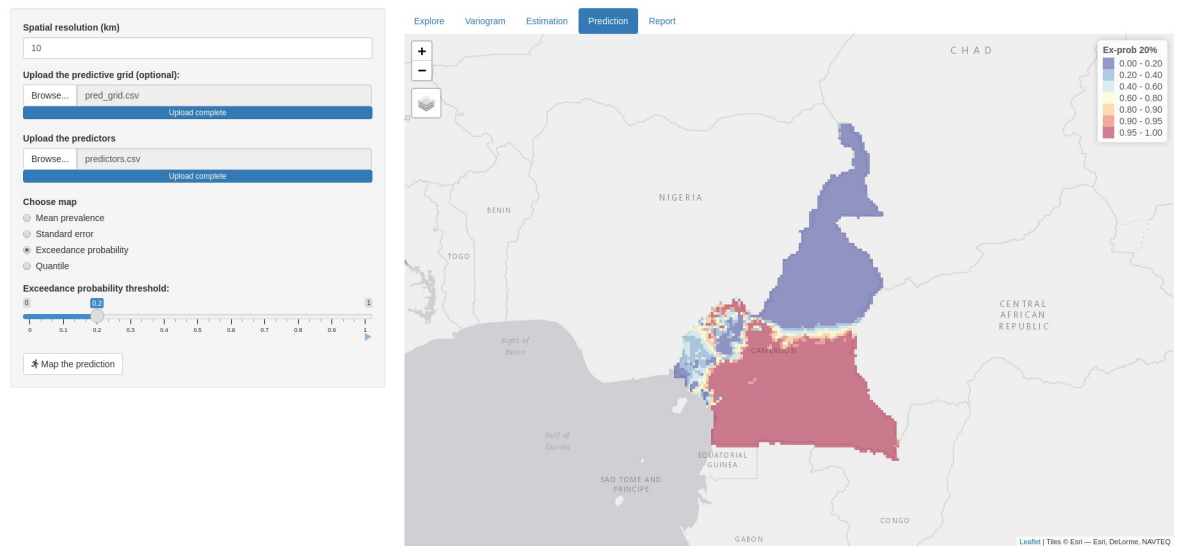 Spatial resolution (km)
10
Upload the predictive grid (optional):
Browse... pred_grid.csv
Upload complete
Upload the predictors
Browse... predictors.csv
Upload complete
Choose map
Mean prevalence
Standard error
Exceedance probability
Quantile
Exceedance probability threshold:
0 0.2 1
0 0.1 0.2 0.3 0.4 0.5 0.6 0.7 0.8 0.9 1
Map the prediction
Explore Variogram Estimation Prediction Report
+
−
CHAD
Ex-prob 20%
0.00 - 0.20
0.20 - 0.40
0.40 - 0.60
0.60 - 0.80
0.80 - 0.90
0.90 - 0.95
0.95 - 1.00
NIGERIA
BENIN
TOGO
CENTRAL
AFRICAN
REPUBLIC
Bight of
Benin
CAMEROON
Gulf of
Guinea
EQUATORIAL
GUINEA
SAO TOME AND
PRINCIPE
CONGO
GABON
Leaflet | Tiles © Esri — Esri, DeLorme, NAVTEQ